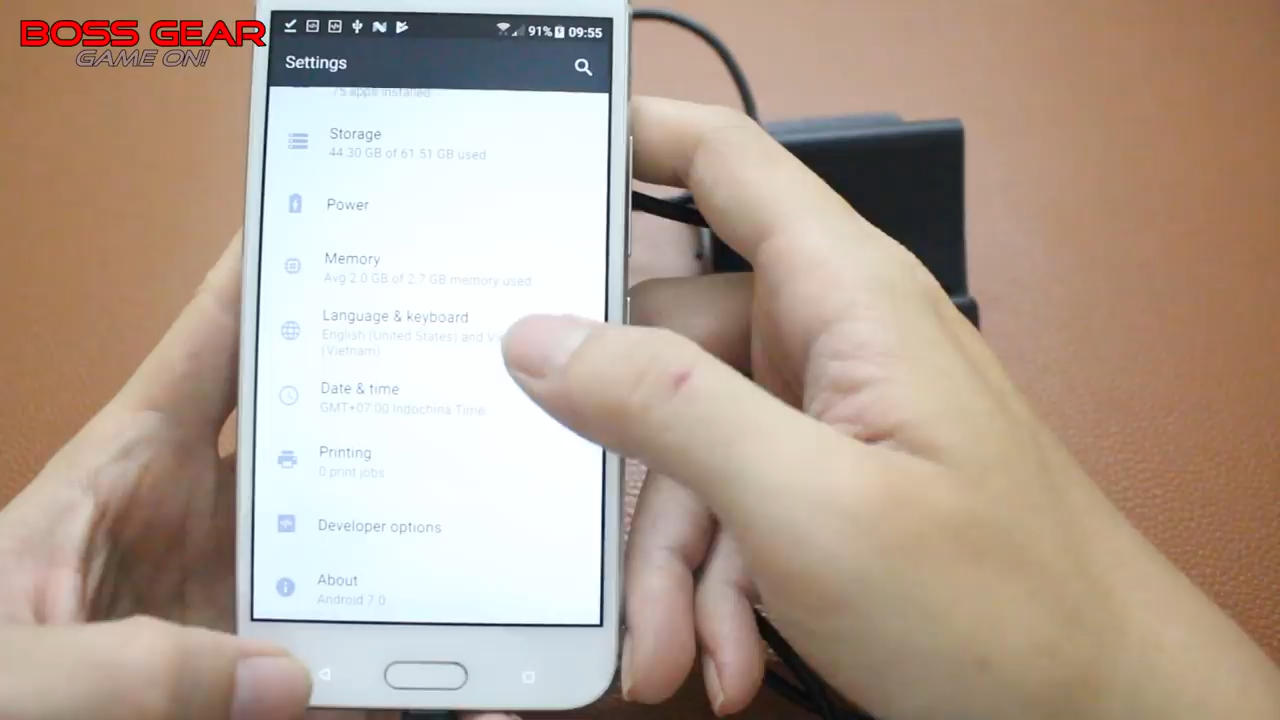 BOSS GEAR
GAME ON!
91% 09:55
Settings
75 apps installed
Storage
44.30 GB of 61.51 GB used
Power
Memory
Avg 2.0 GB of 2.7 GB memory used
Language & keyboard
English (United States) and
(Vietnam)
Date & time
GMT+07:00 Indochina Time
Printing
0 print jobs
Developer options
About
Android 7.0